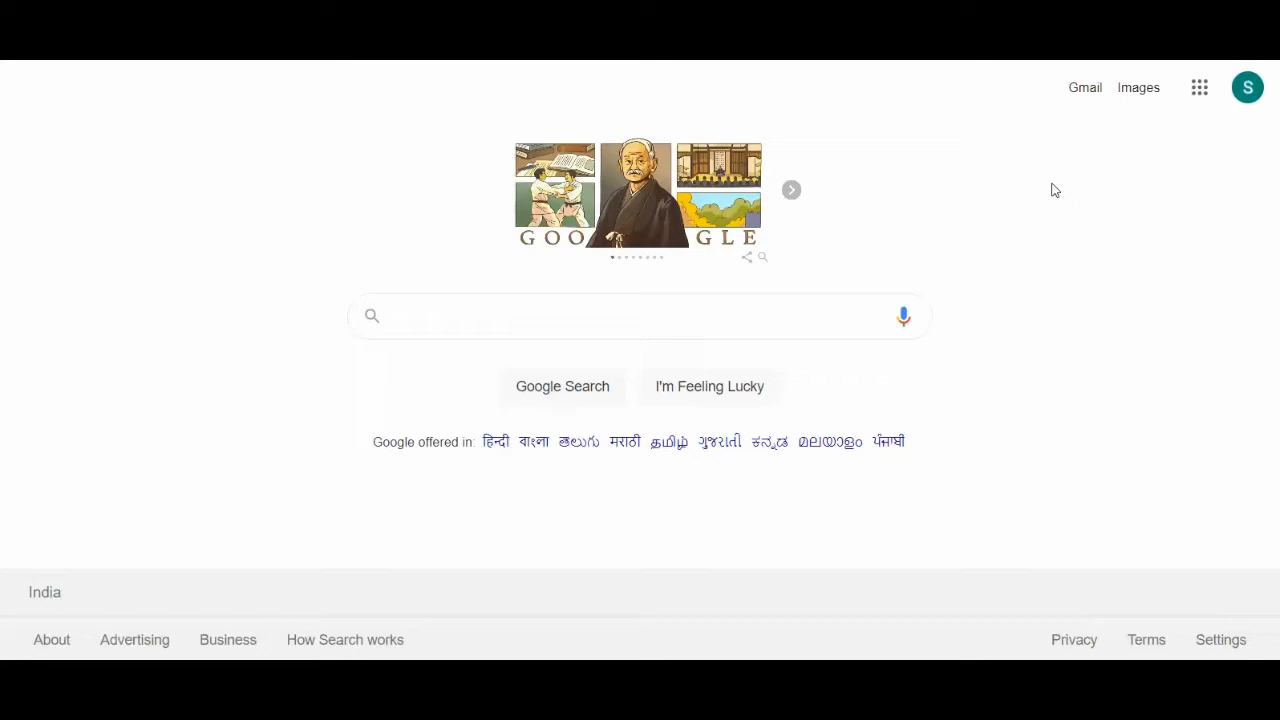 Gmail Images S
GOO GLE
Google Search I'm Feeling Lucky
Google offered in: हिन्दी বাংলা తెలుగు मराठी தமிழ் ગુજરાતી ಕನ್ನಡ മലയാളം ਪੰਜਾਬੀ
India
About Advertising Business How Search works Privacy Terms Settings